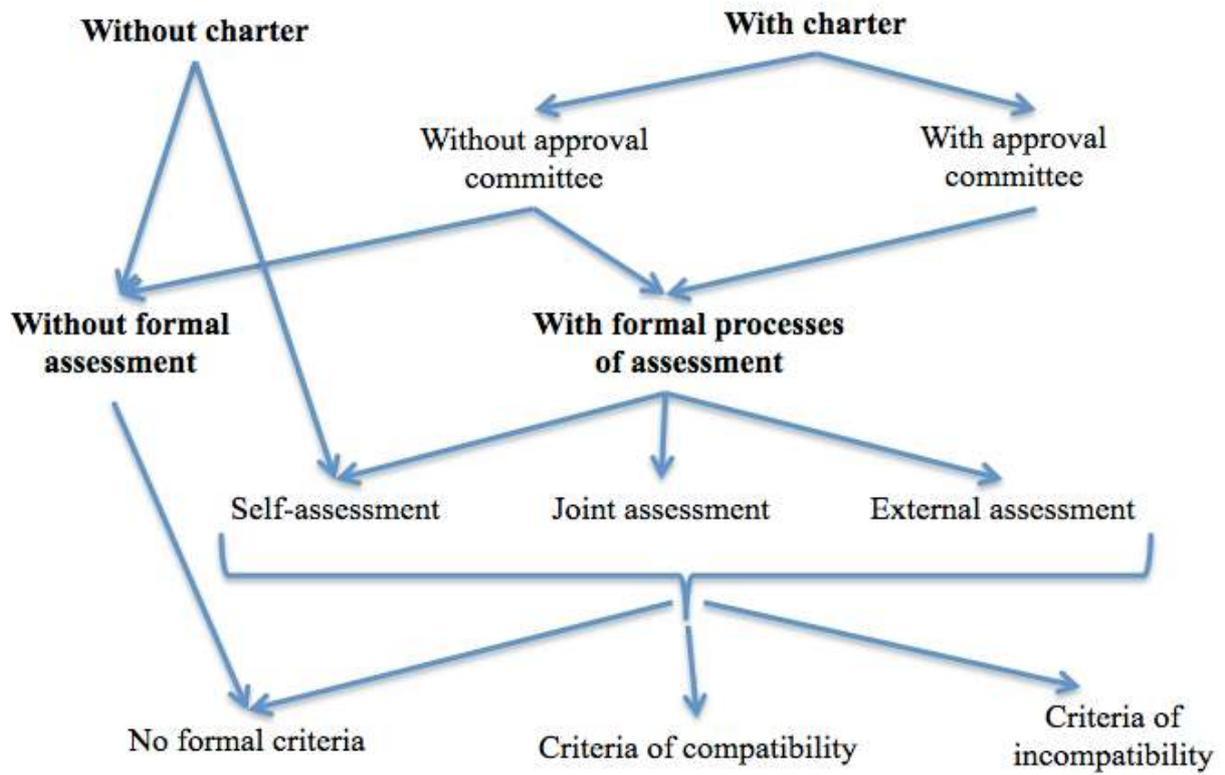 Without charter
With charter
Without approval
committee
With approval
committee
Without formal
assessment
With formal processes
of assessment
Self-assessment
Joint assessment
External assessment
No formal criteria
Criteria of compatibility
Criteria of
incompatibility